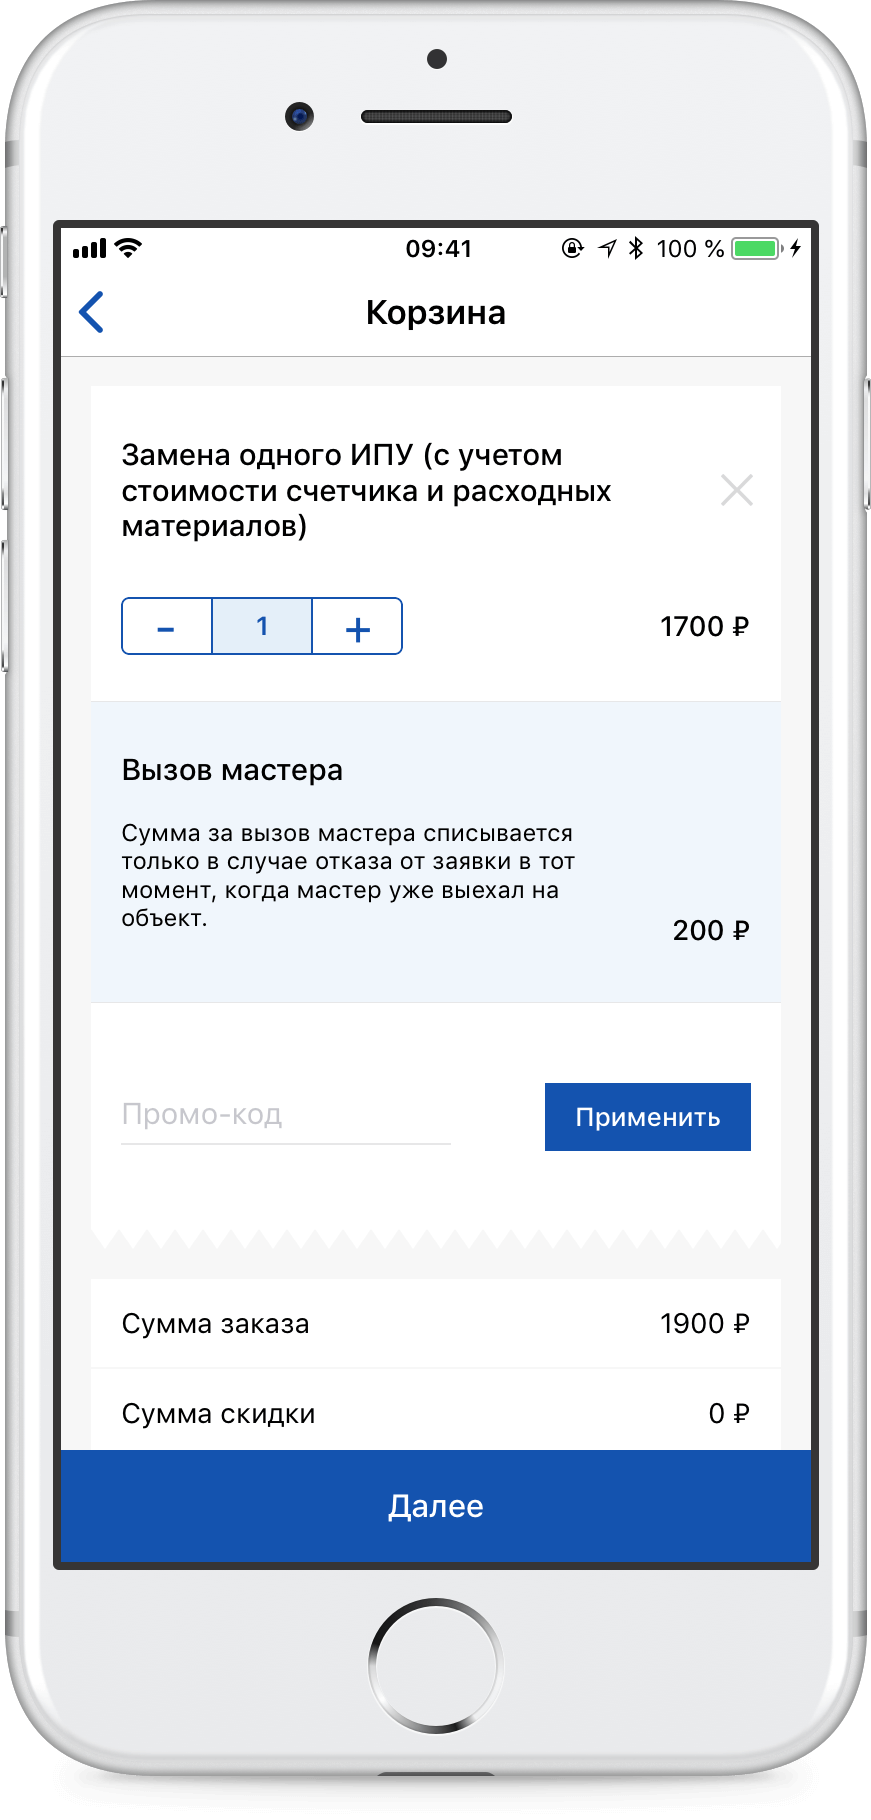 09:41
100 %
Корзина
Замена одного ИПУ (с учетом
стоимости счетчика и расходных
материалов)
- 1 +
1700 ₽
Вызов мастера
Сумма за вызов мастера списывается
только в случае отказа от заявки в тот
момент, когда мастер уже выехал на
объект.
200 ₽
Промо-код
Применить
Сумма заказа 1900 ₽
Сумма скидки 0 ₽
Далее